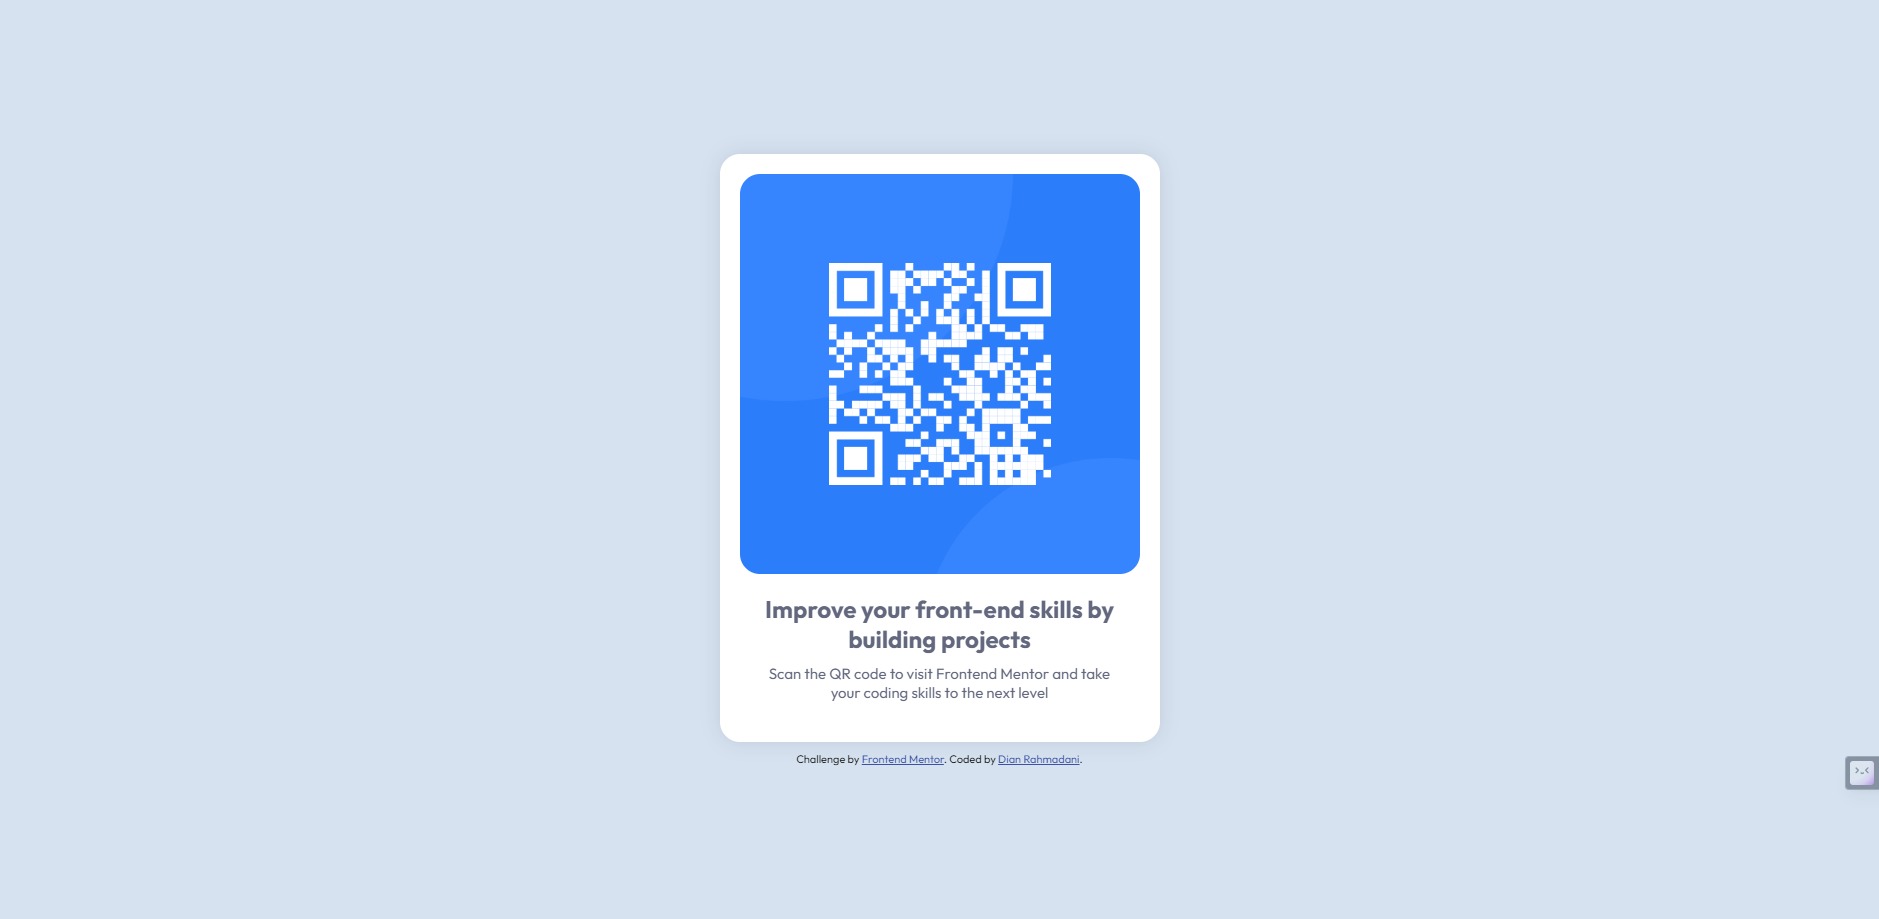 Improve your front-end skills by
building projects
Scan the QR code to visit Frontend Mentor and take
your coding skills to the next level
Challenge by Frontend Mentor. Coded by Dian Rahmadani.